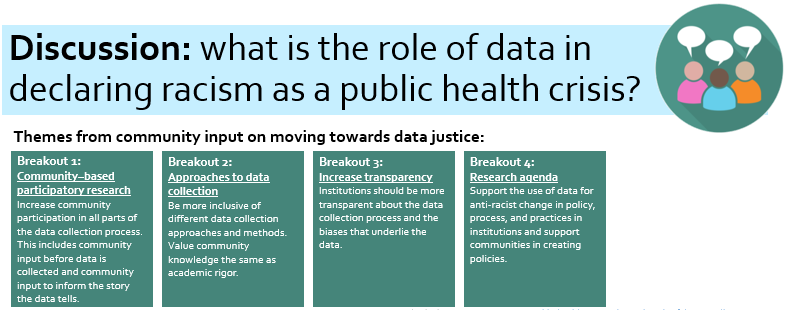 Discussion: what is the role of data in
declaring racism as a public health crisis?
Themes from community input on moving towards data justice:
Breakout 1:
Community–based
participatory research
Increase community
participation in all parts of
the data collection process.
This includes community
input before data is
collected and community
input to inform the story
the data tells.
Breakout 2:
Approaches to data
collection
Be more inclusive of
different data collection
approaches and methods.
Value community
knowledge the same as
academic rigor.
Breakout 3:
Increase transparency
Institutions should be more
transparent about the data
collection process and the
biases that underlie the
data.
Breakout 4:
Research agenda
Support the use of data for
anti-racist change in policy,
process, and practices in
institutions and support
communities in creating
policies.